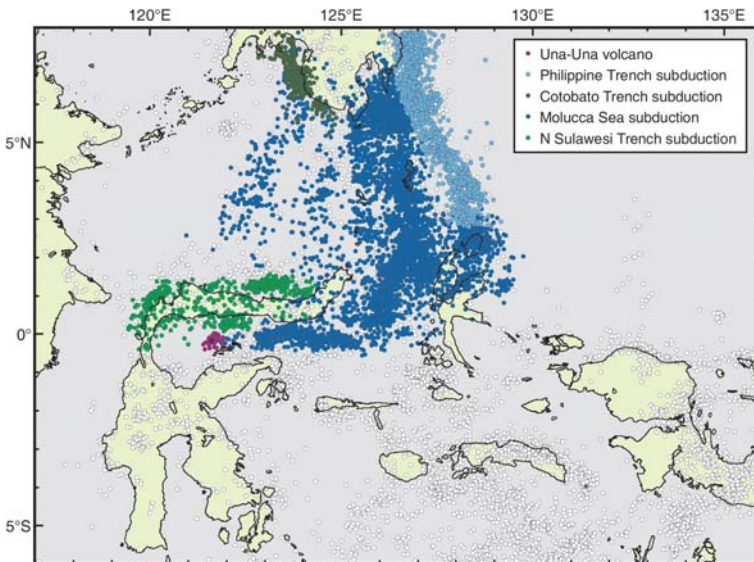 120°E 125°E 130°E 135°E
Una-Una volcano
Philippine Trench subduction
Cotobato Trench subduction
Molucca Sea subduction
N Sulawesi Trench subduction
5°N
0°
5°S